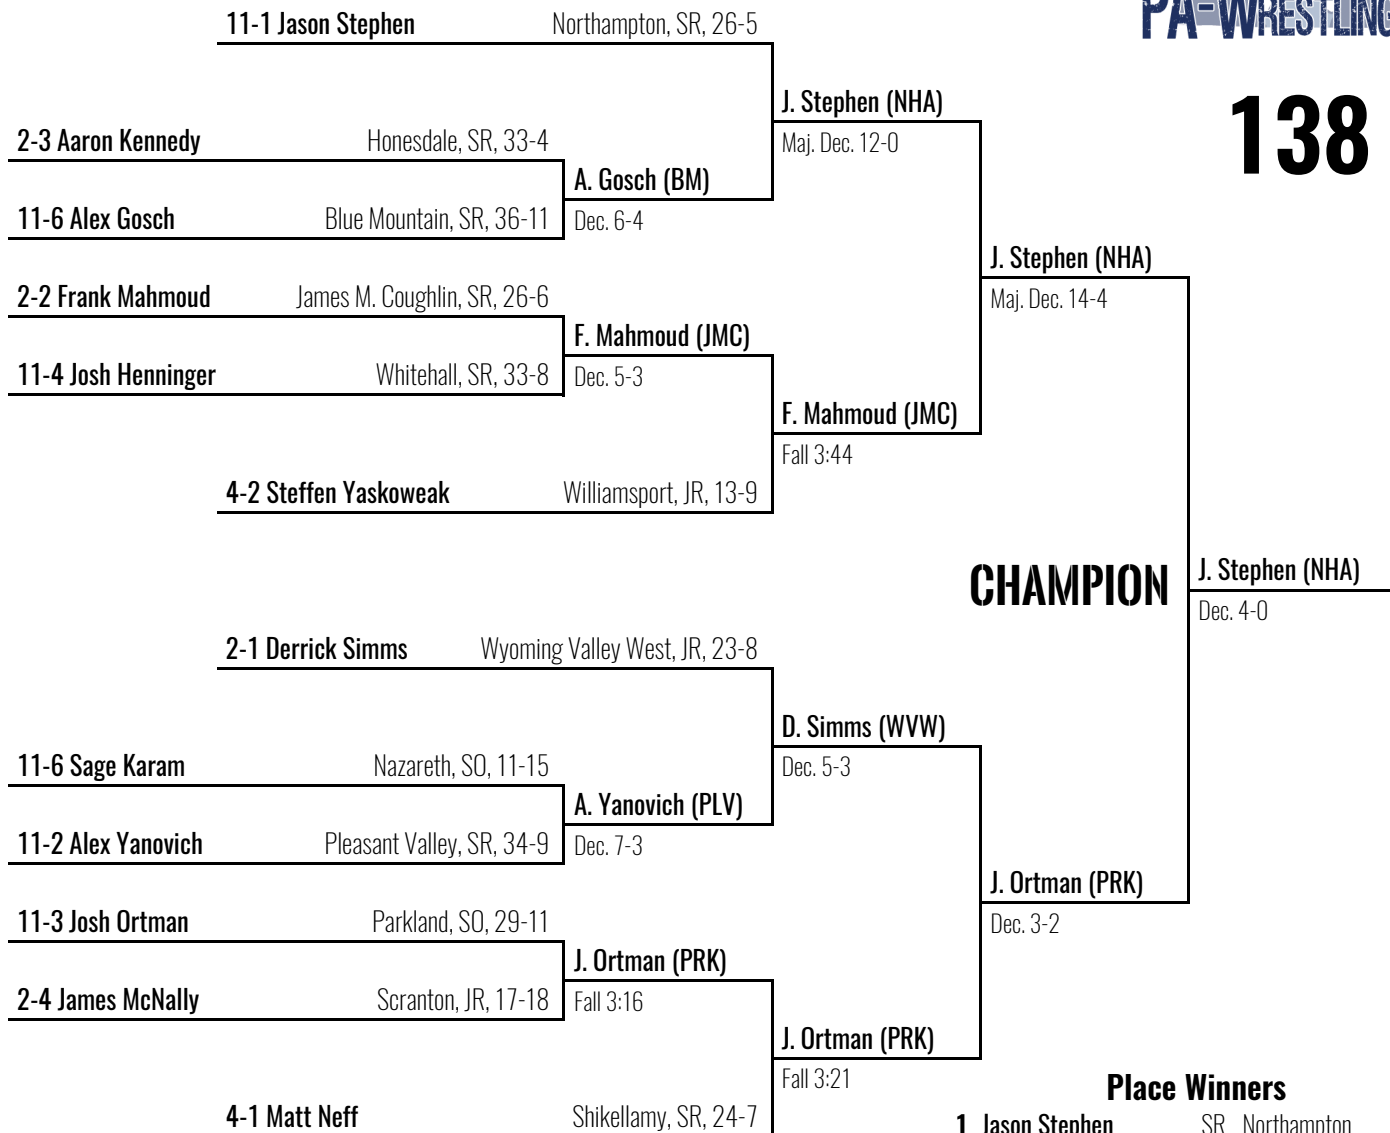 PA-WRESTLING
138
11-1 Jason Stephen Northampton, SR, 26-5
J. Stephen (NHA)
Maj. Dec. 12-0
2-3 Aaron Kennedy Honesdale, SR, 33-4
A. Gosch (BM)
Dec. 6-4
11-6 Alex Gosch Blue Mountain, SR, 36-11
J. Stephen (NHA)
Maj. Dec. 14-4
2-2 Frank Mahmoud James M. Coughlin, SR, 26-6
F. Mahmoud (JMC)
Dec. 5-3
11-4 Josh Henninger Whitehall, SR, 33-8
F. Mahmoud (JMC)
Fall 3:44
4-2 Steffen Yaskoweak Williamsport, JR, 13-9
CHAMPION
J. Stephen (NHA)
Dec. 4-0
2-1 Derrick Simms Wyoming Valley West, JR, 23-8
D. Simms (WVW)
Dec. 5-3
11-6 Sage Karam Nazareth, SO, 11-15
A. Yanovich (PLV)
Dec. 7-3
11-2 Alex Yanovich Pleasant Valley, SR, 34-9
J. Ortman (PRK)
Dec. 3-2
11-3 Josh Ortman Parkland, SO, 29-11
J. Ortman (PRK)
Fall 3:16
2-4 James McNally Scranton, JR, 17-18
J. Ortman (PRK)
Fall 3:21
4-1 Matt Neff Shikellamy, SR, 24-7
Place Winners
1 Jason Stephen SR Northampton